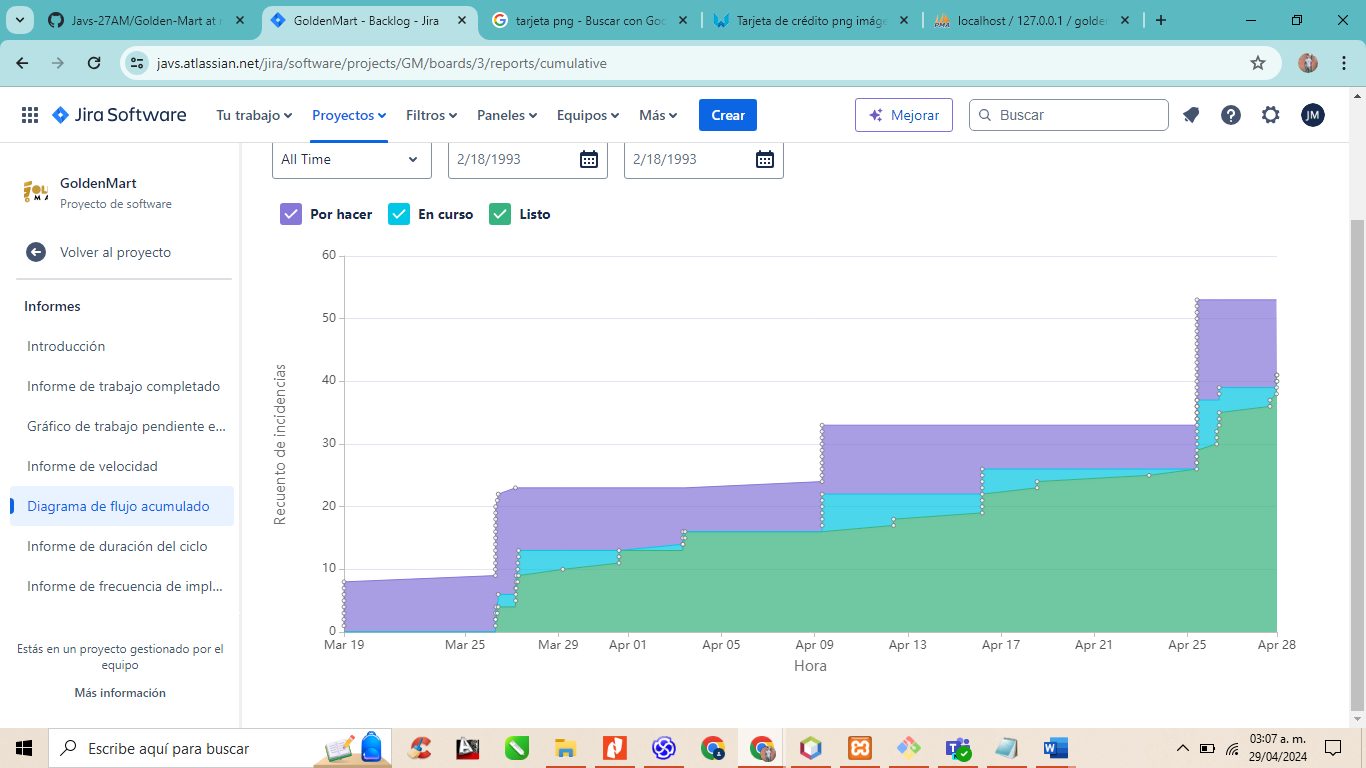 Javs-27AM/Golden-Mart at
GoldenMart - Backlog - Jira
tarjeta png - Buscar con Goo
Tarjeta de crédito png imáge
localhost / 127.0.0.1 / golde
javs.atlassian.net/jira/software/projects/GM/boards/3/reports/cumulative
Jira Software
Tu trabajo
Proyectos
Filtros
Paneles
Equipos
Más
Crear
Mejorar
Buscar
JM
All Time
2/18/1993
2/18/1993
GoldenMart
Proyecto de software
Volver al proyecto
Informes
Introducción
Informe de trabajo completado
Gráfico de trabajo pendiente e...
Informe de velocidad
Diagrama de flujo acumulado
Informe de duración del ciclo
Informe de frecuencia de impl...
Estás en un proyecto gestionado por el
equipo
Más información
Por hacer
En curso
Listo
Recuento de incidencias
60
50
40
30
20
10
0
Mar 19
Mar 25
Mar 29
Apr 01
Apr 05
Apr 09
Apr 13
Apr 17
Apr 21
Apr 25
Apr 28
Hora
Escribe aquí para buscar
03:07 a. m.
29/04/2024